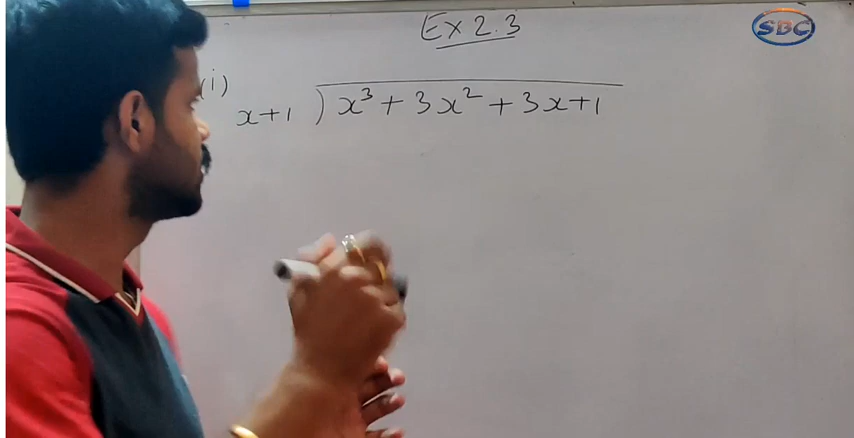 Ex 2.3
SBC
(i)
x+1 ) x³ + 3x² + 3x+1